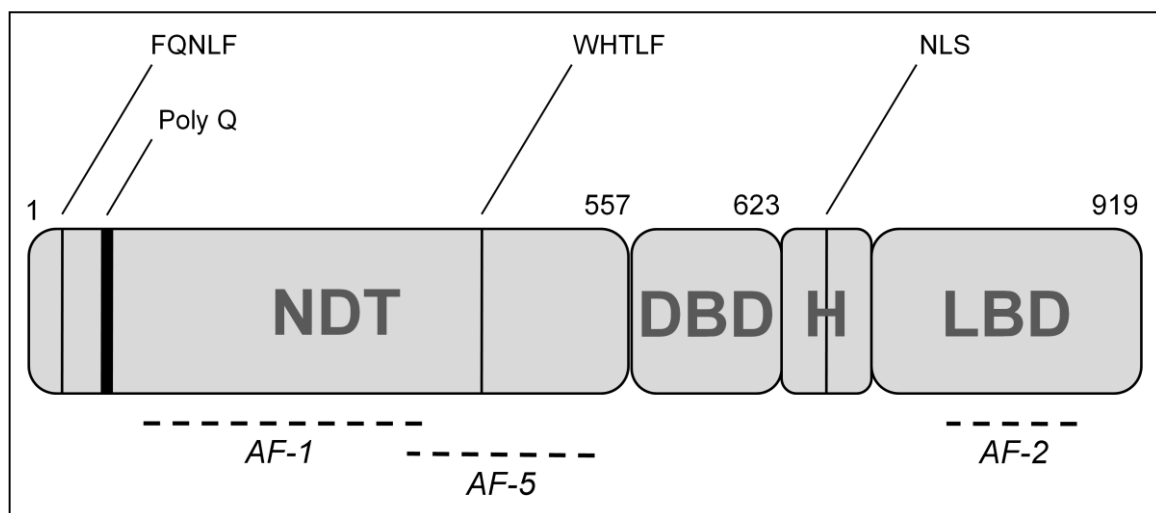 FQNLF WHTLF NLS
Poly Q
1 557 623 919
NDT DBD H LBD
AF-1 AF-2
AF-5